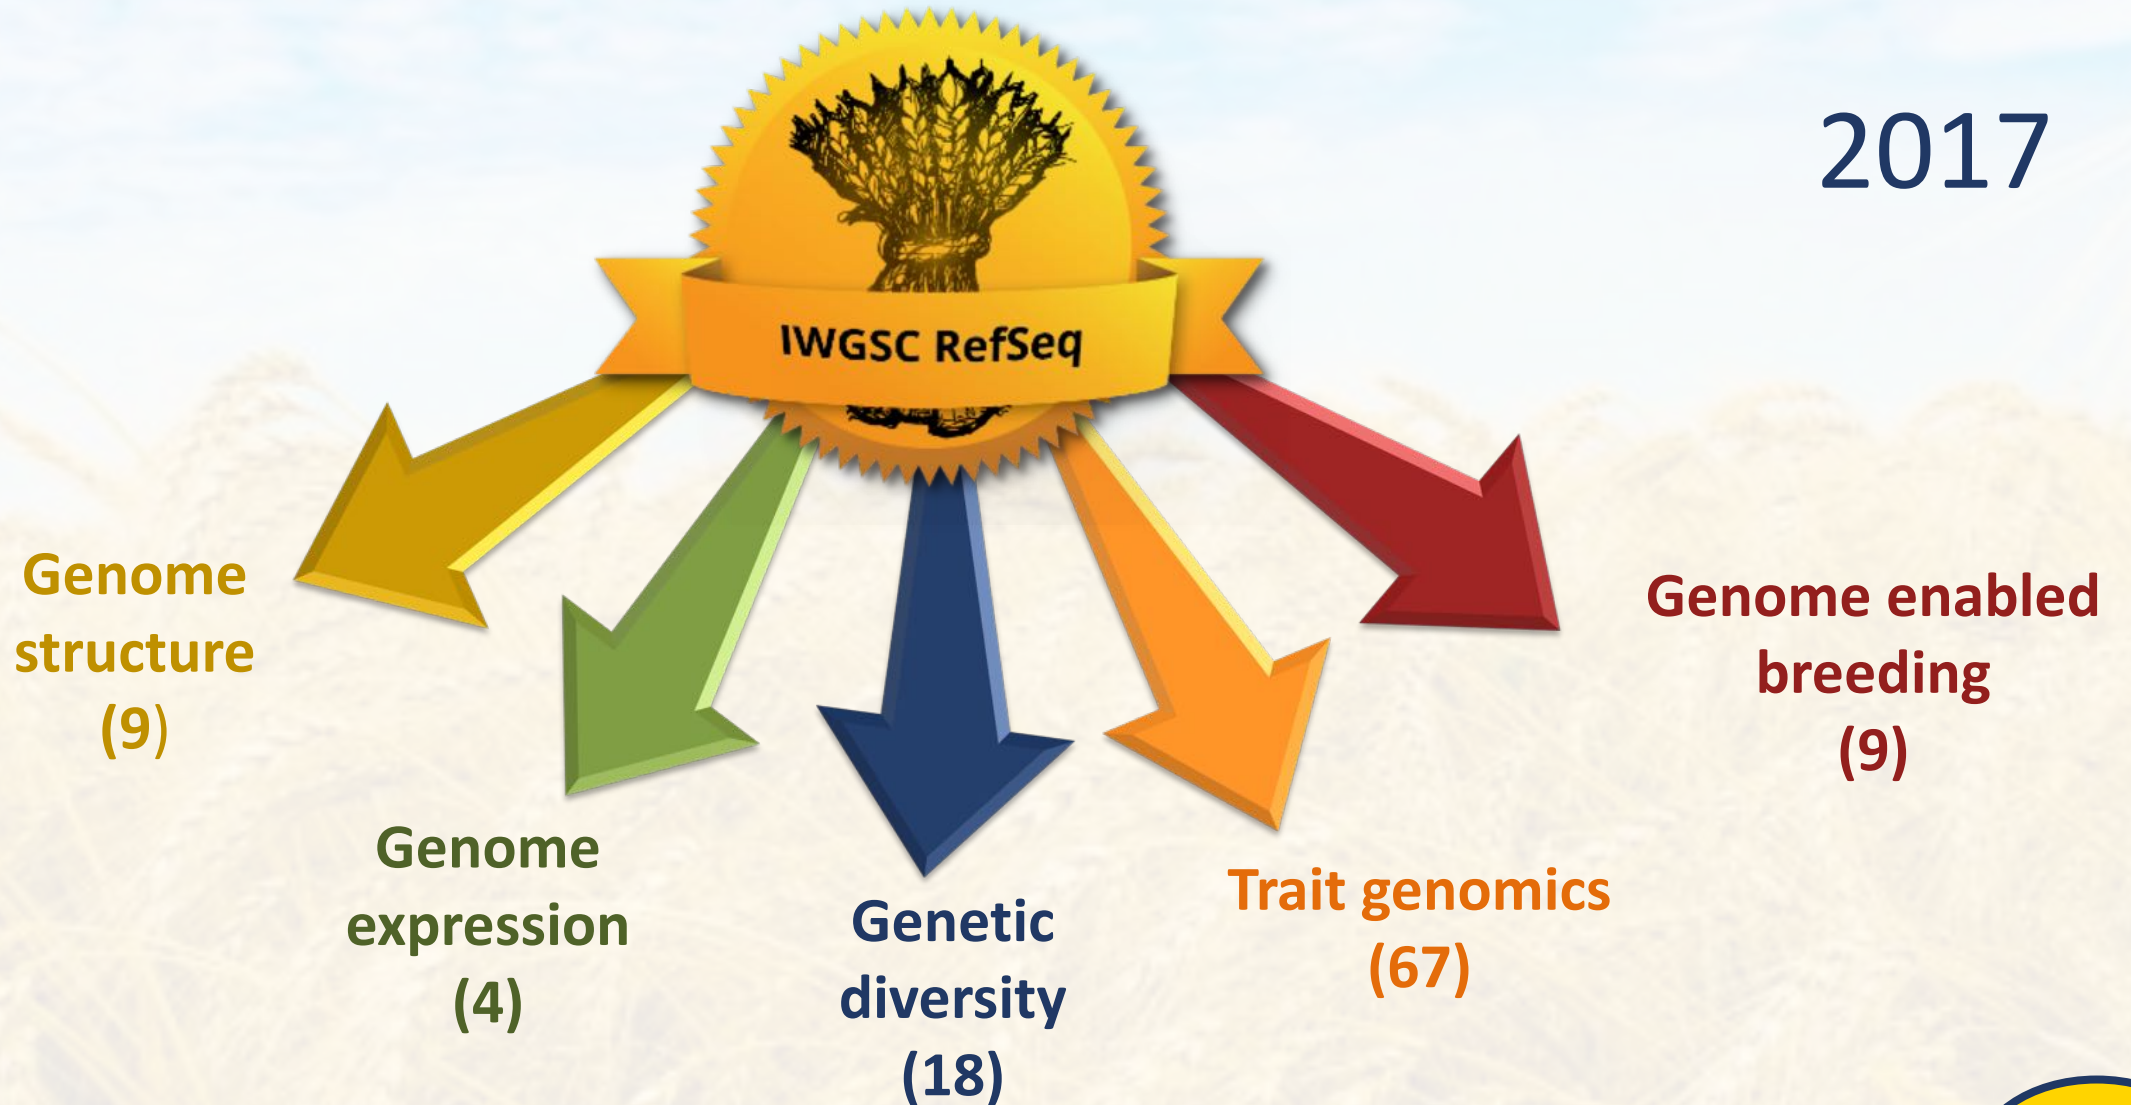 2017
IWGSC RefSeq
Genome
structure
(9)
Genome
expression
(4)
Genetic
diversity
(18)
Trait genomics
(67)
Genome enabled
breeding
(9)